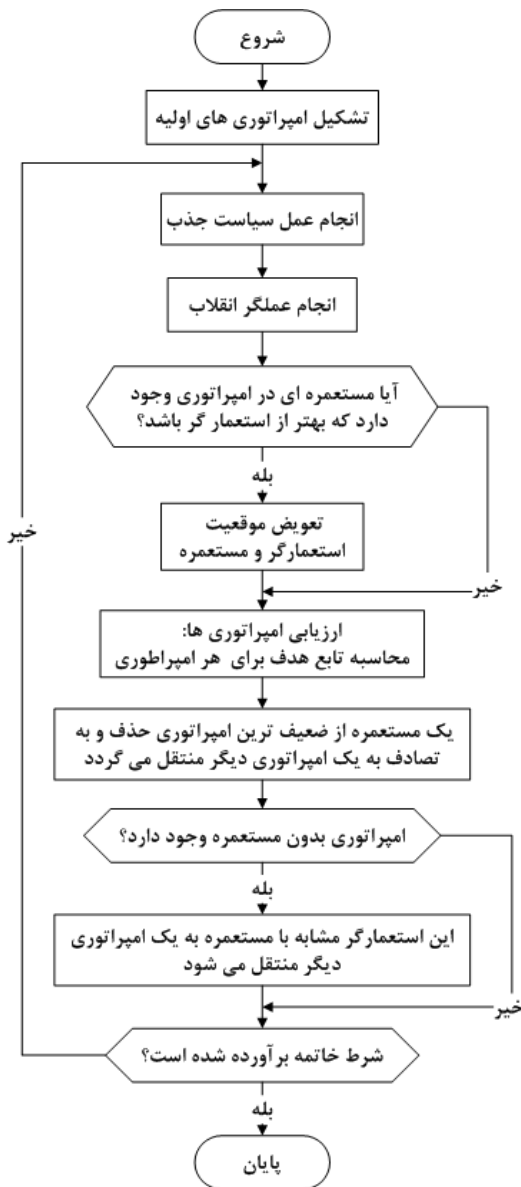 شروع
تشکیل امپراتوری های اولیه
انجام عمل سیاست جذب
انجام عملگر انقلاب
آیا مستعمره ای در امپراتوری وجود
دارد که بهتر از استعمار گر باشد؟
بله
خیر
تعویض موقعیت
استعمارگر و مستعمره
خیر
ارزیابی امپراتوری ها:
محاسبه تابع هدف برای هر امپراطوری
یک مستعمره از ضعیف ترین امپراتوری حذف و به
تصادف به یک امپراتوری دیگر منتقل می گردد
امپراتوری بدون مستعمره وجود دارد؟
بله
این استعمارگر مشابه با مستعمره به یک امپراتوری
دیگر منتقل می شود
خیر
شرط خاتمه برآورده شده است؟
بله
پایان